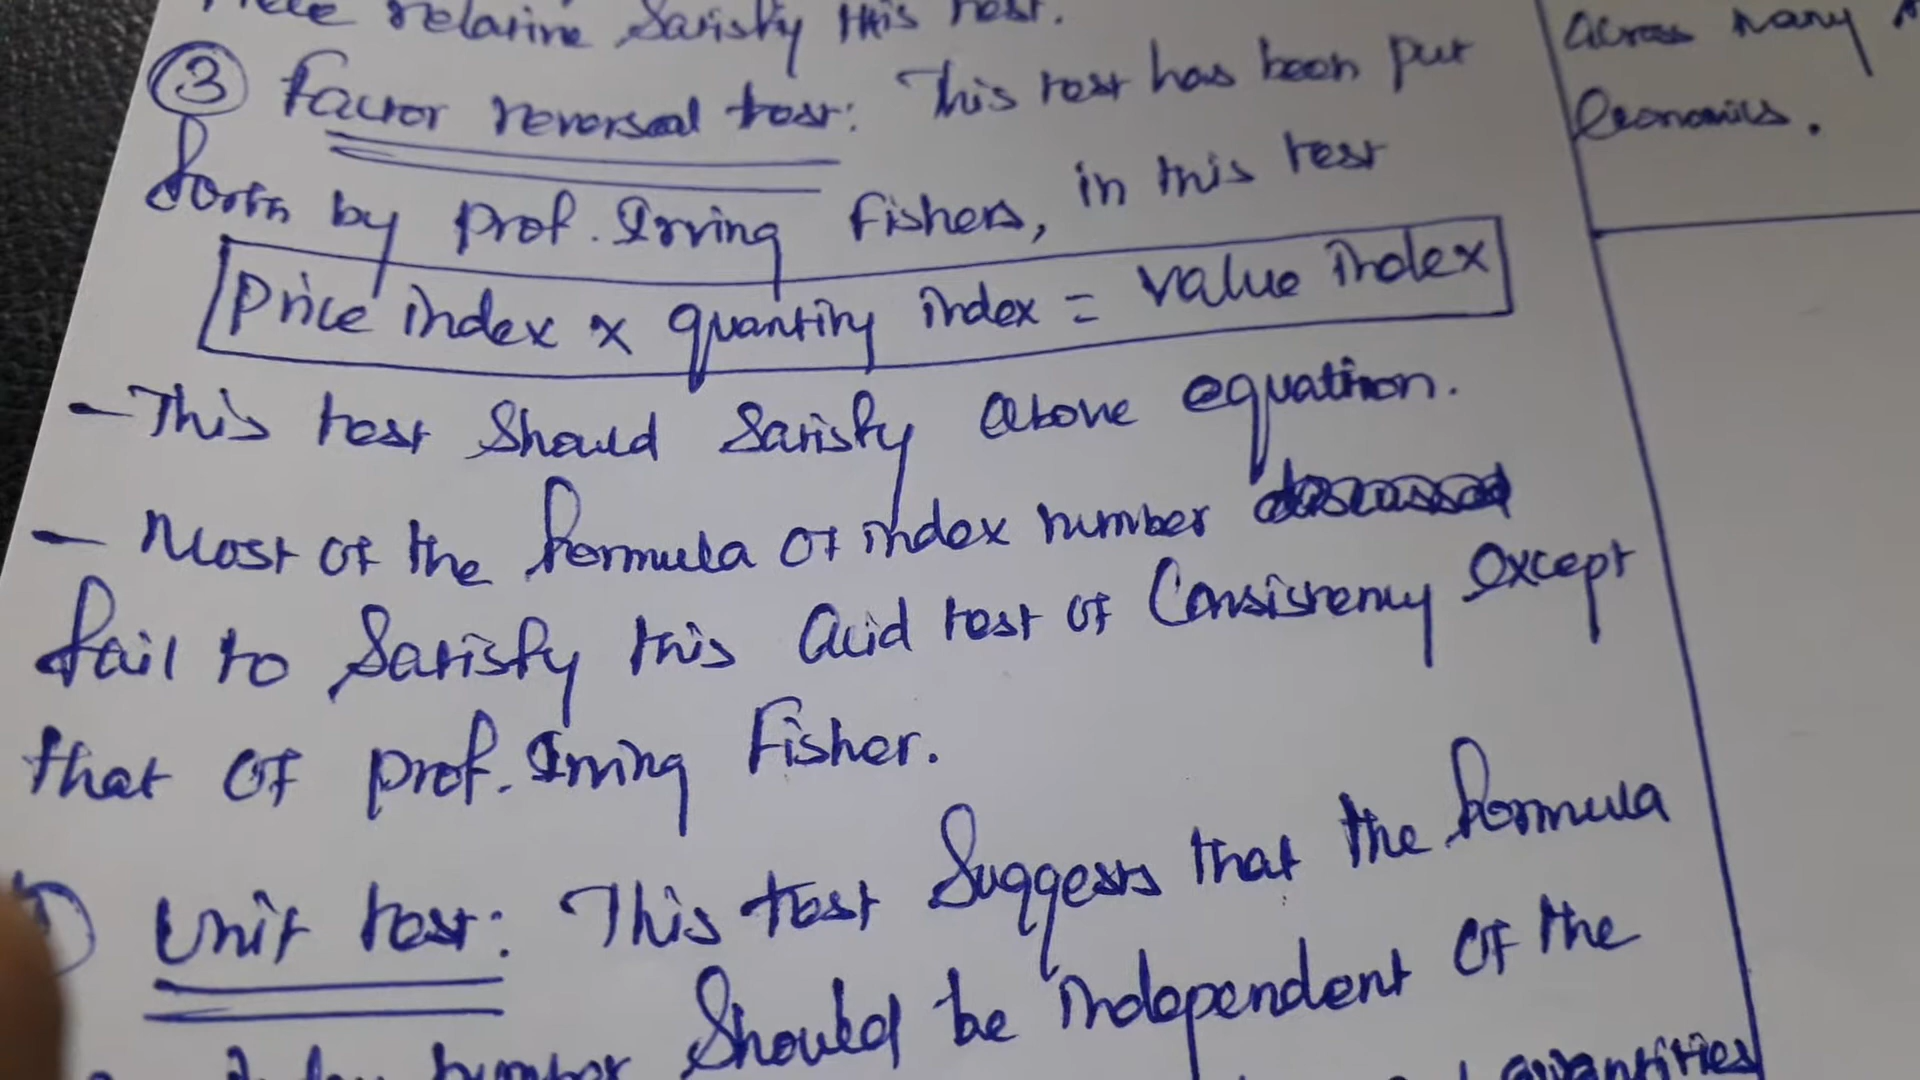 relative Satisfy this test.
③ Factor reversal test: This test has been put
forth by Prof. Irving Fishers, in this test
Price index x quantity index = value index
- This test Should Satisfy above equation.
- Most of the formula of index number
fail to Satisfy this acid test of Consistency except
that of Prof. Irving Fisher.
Unit test: This test Suggests that the formula
number Should be independent of the
quantities
across many
Economics.